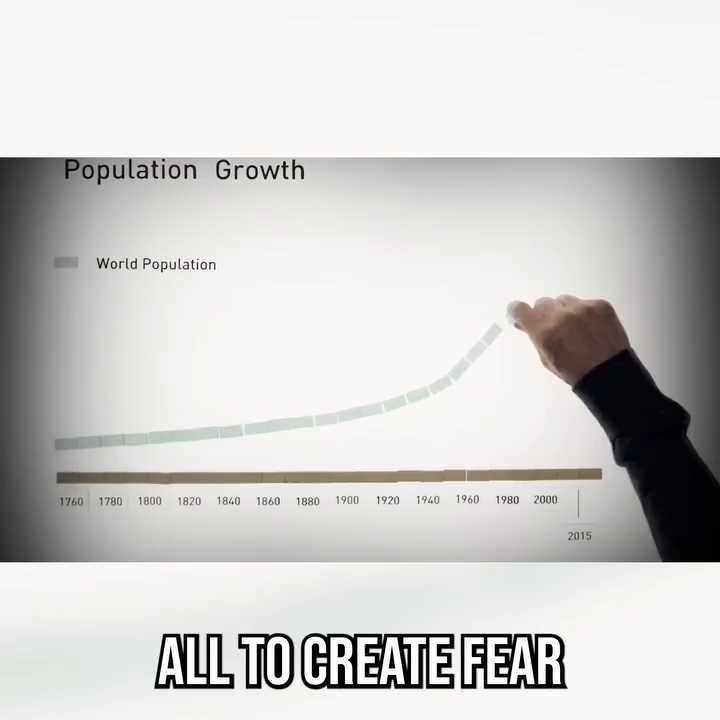 Population Growth
World Population
1760 1780 1800 1820 1840 1860 1880 1900 1920 1940 1960 1980 2000
2015
ALL TO CREATE FEAR